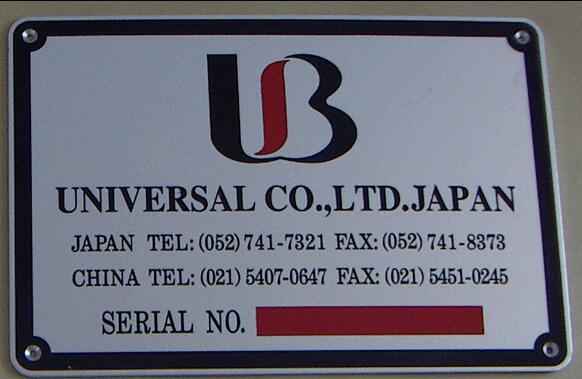 UB
UNIVERSAL CO.,LTD.JAPAN
JAPAN TEL:(052)741-7321 FAX:(052)741-8373
CHINA TEL:(021)5407-0647 FAX:(021)5451-0245
SERIAL NO.